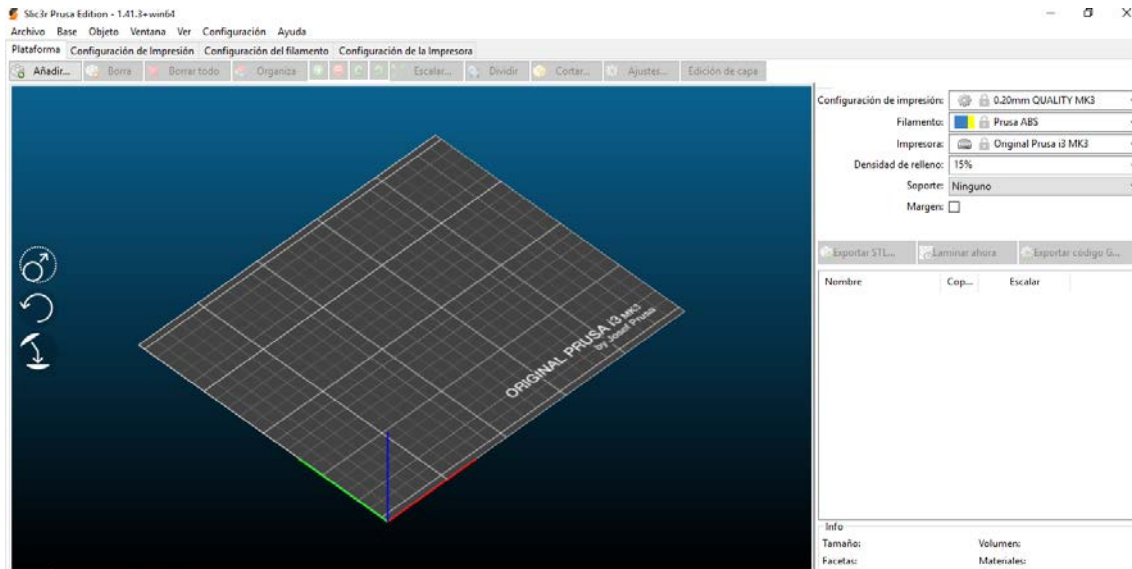 Slic3r Prusa Edition - 1.41.3+win64
Archivo Base Objeto Ventana Ver Configuración Ayuda
Plataforma Configuración de Impresión Configuración del filamento Configuración de la Impresora
Añadir... Borra Borrar todo Organiza Escalar... Dividir Cortar... Ajustes... Edición de capa
Configuración de impresión: 0.20mm QUALITY MK3
Filamento: Prusa ABS
Impresora: Original Prusa i3 MK3
Densidad de relleno: 15%
Soporte: Ninguno
Margen:
Exportar STL... Laminar ahora Exportar código G...
Nombre Cop... Escalar
ORIGINAL PRUSA i3 MK3
by Josef Prusa
Info
Tamaño: Volumen:
Facetas: Materiales: